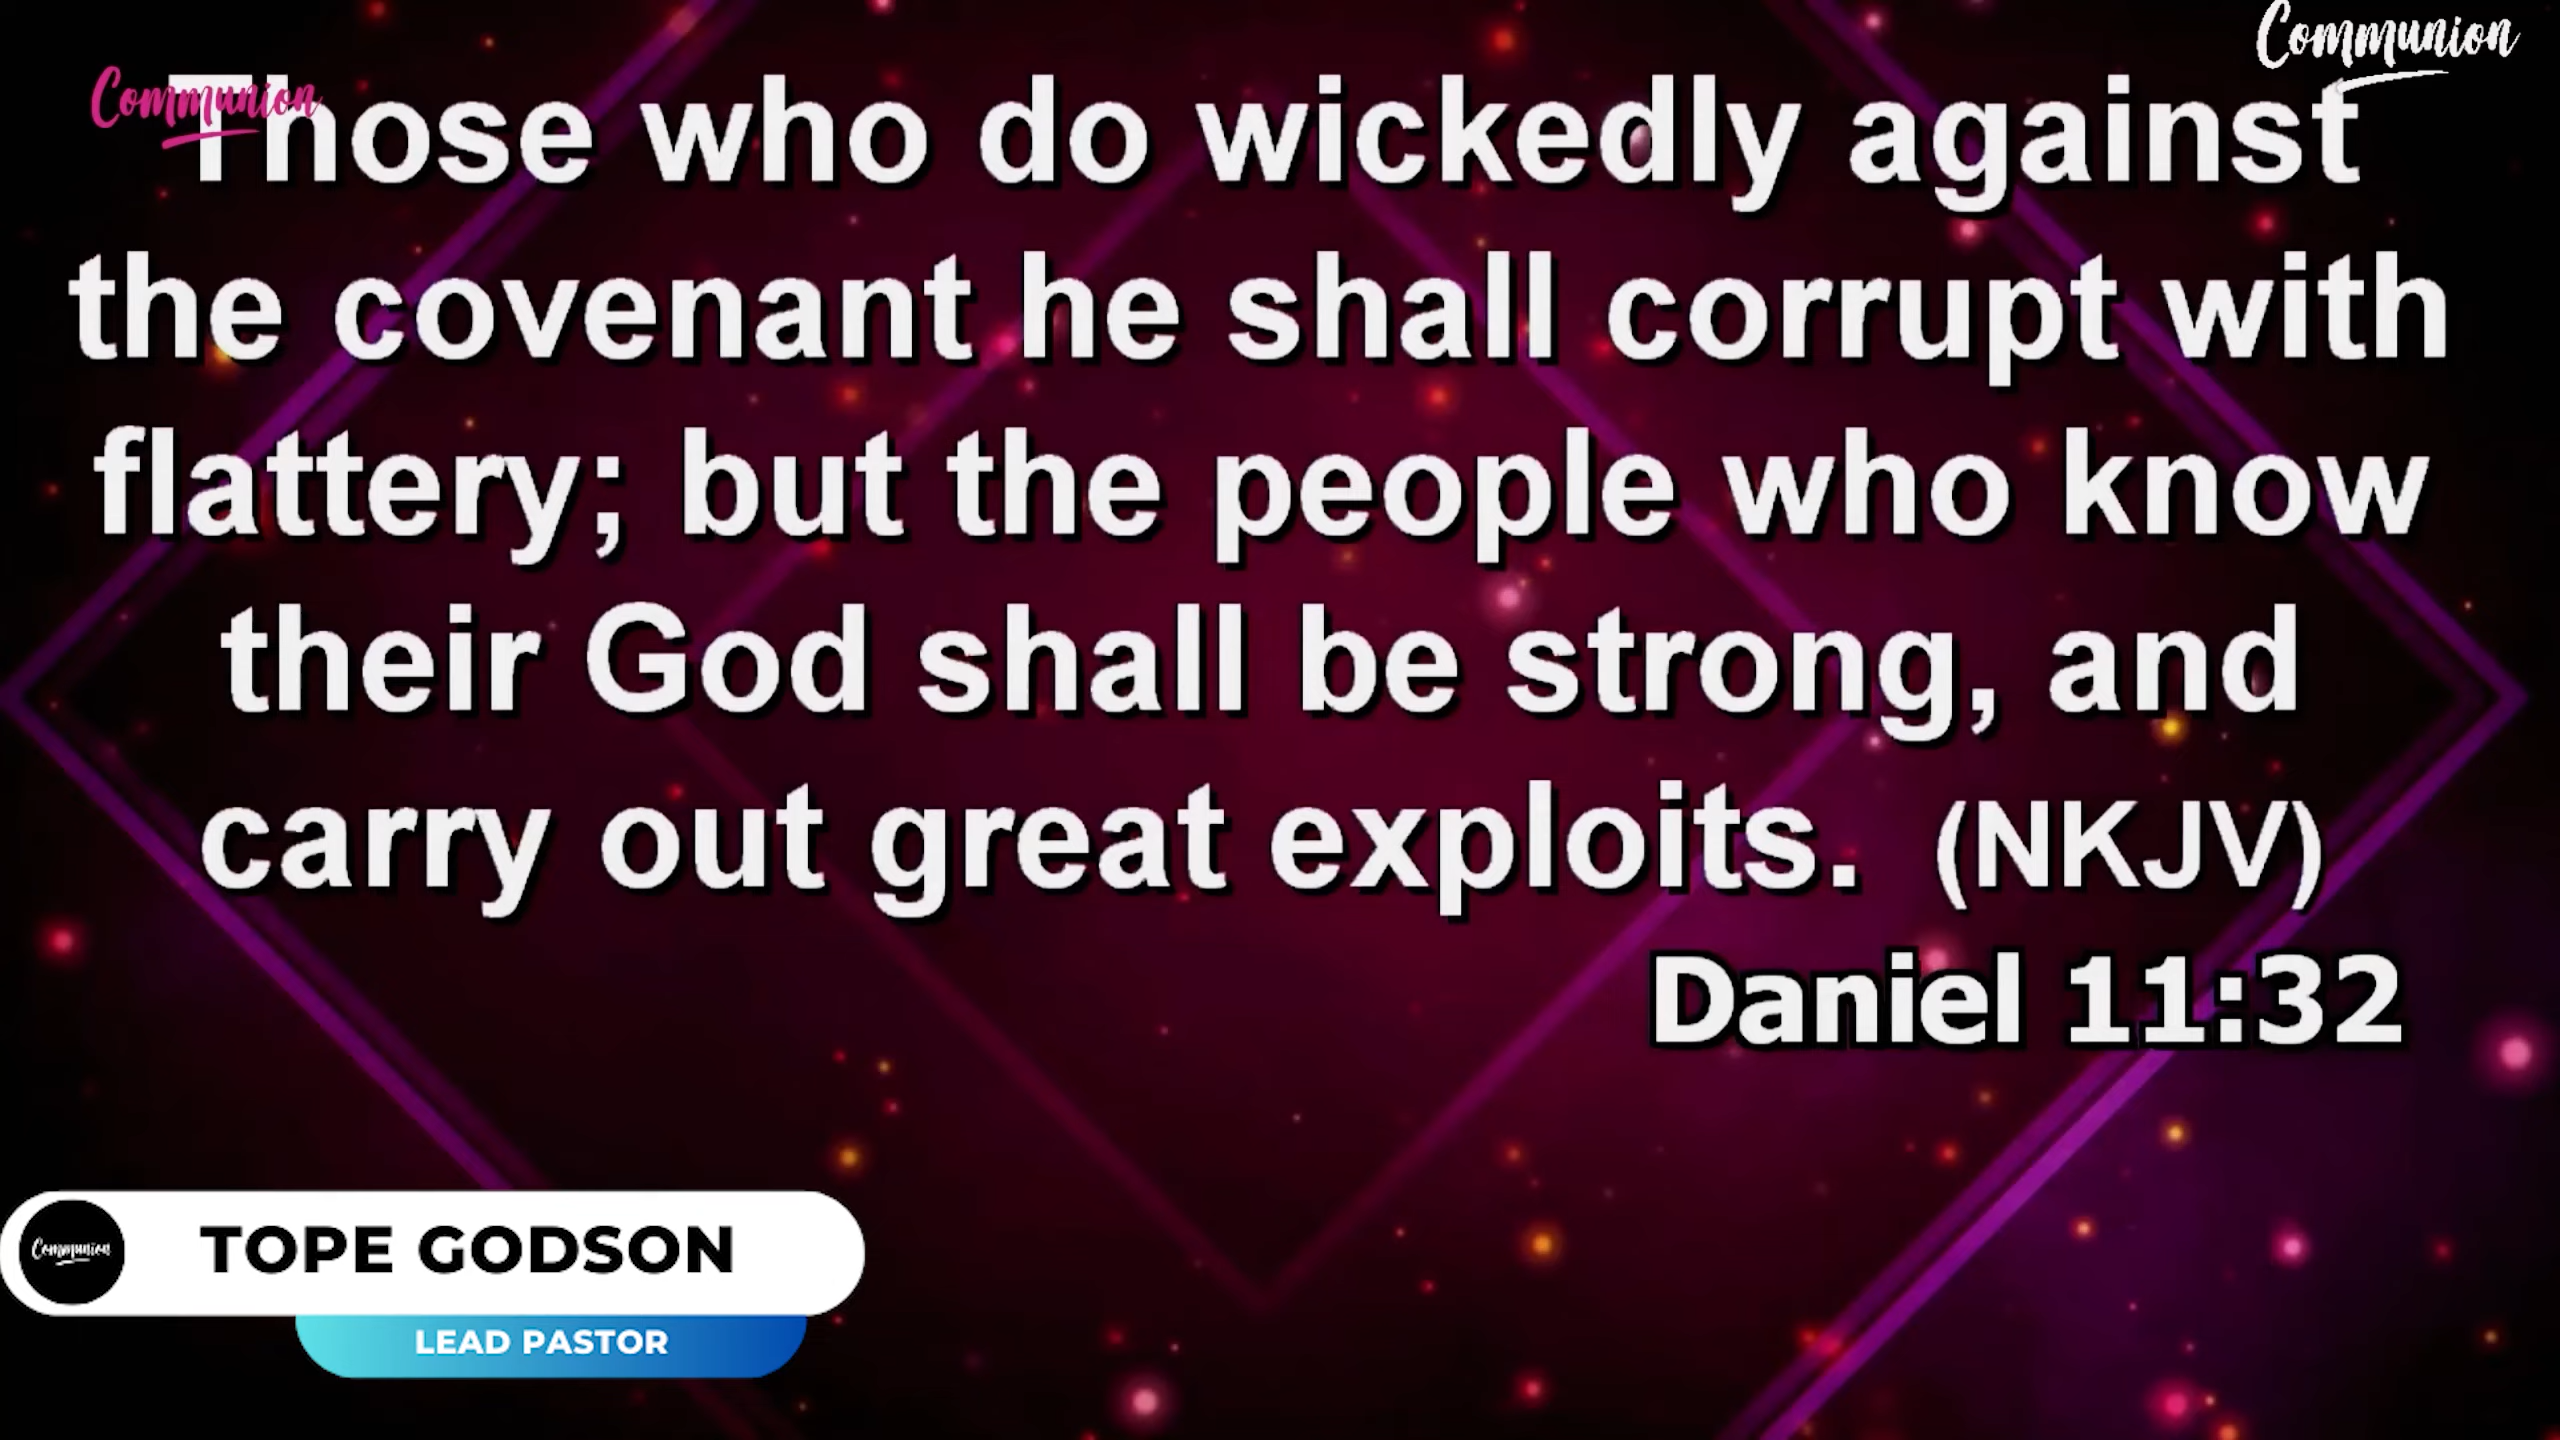 Communion
Communion
Those who do wickedly against
the covenant he shall corrupt with
flattery; but the people who know
their God shall be strong, and
carry out great exploits. (NKJV)
Daniel 11:32
Communion
TOPE GODSON
LEAD PASTOR